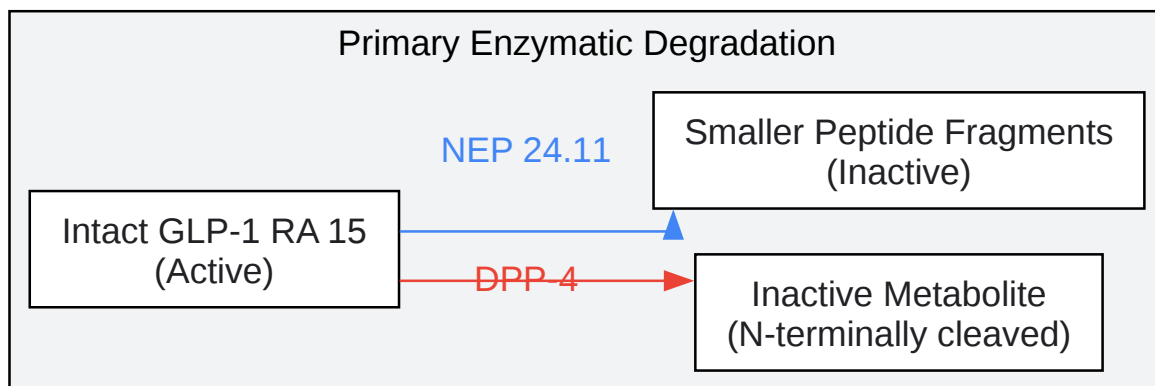 Primary Enzymatic Degradation
NEP 24.11
Smaller Peptide Fragments
(Inactive)
Intact GLP-1 RA 15
(Active)
DPP-4
Inactive Metabolite
(N-terminally cleaved)